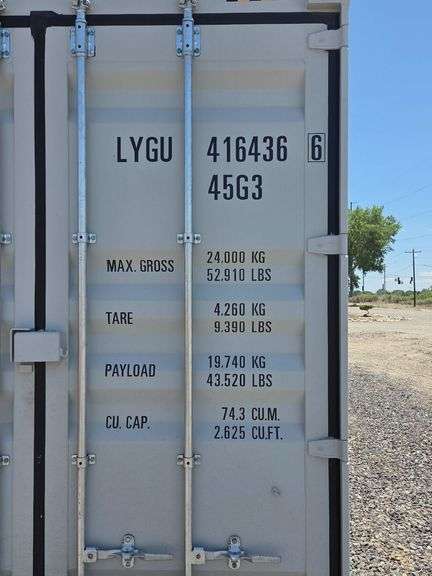 LYGU 416436 6
45G3
MAX. GROSS 24.000 KG
52.910 LBS
TARE 4.260 KG
9.390 LBS
PAYLOAD 19.740 KG
43.520 LBS
CU. CAP. 74.3 CU.M.
2.625 CU.FT.